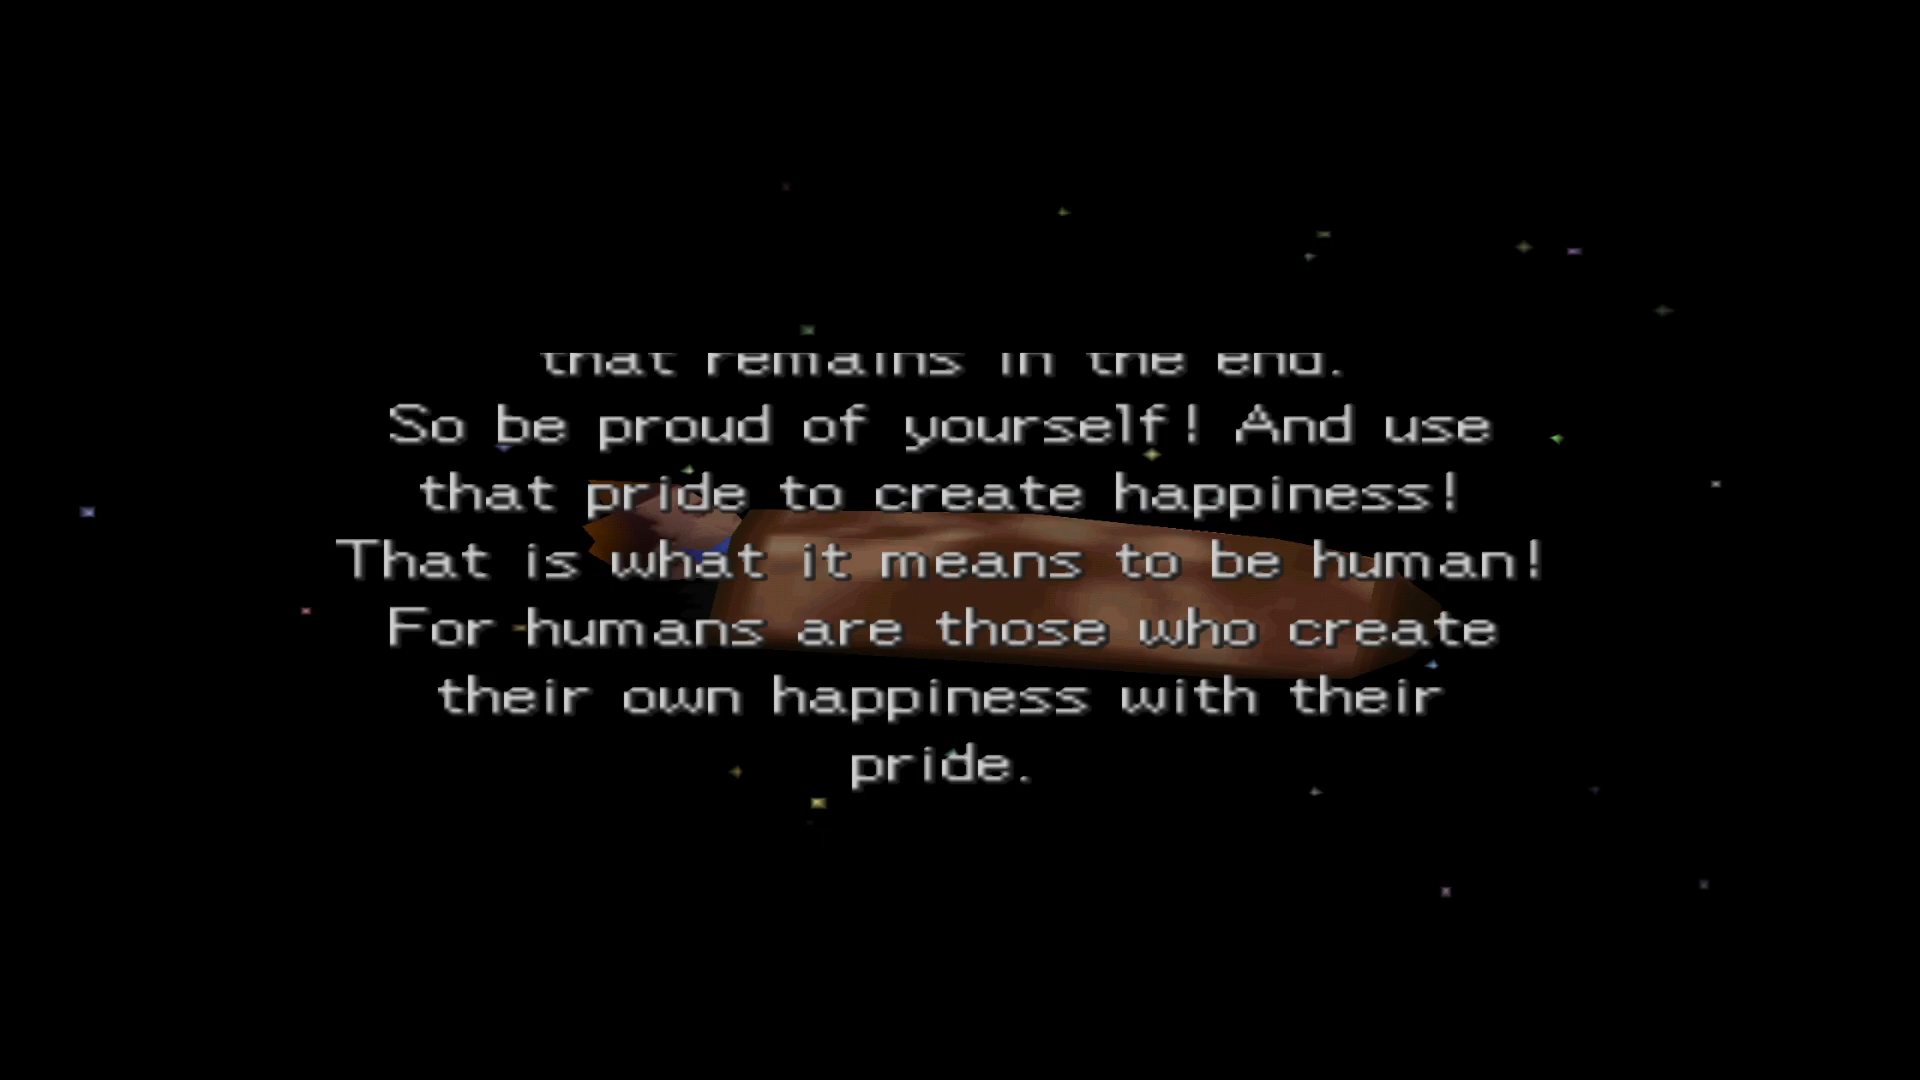 that remains in the end.
So be proud of yourself! And use
that pride to create happiness!
That is what it means to be human!
For humans are those who create
their own happiness with their
pride.